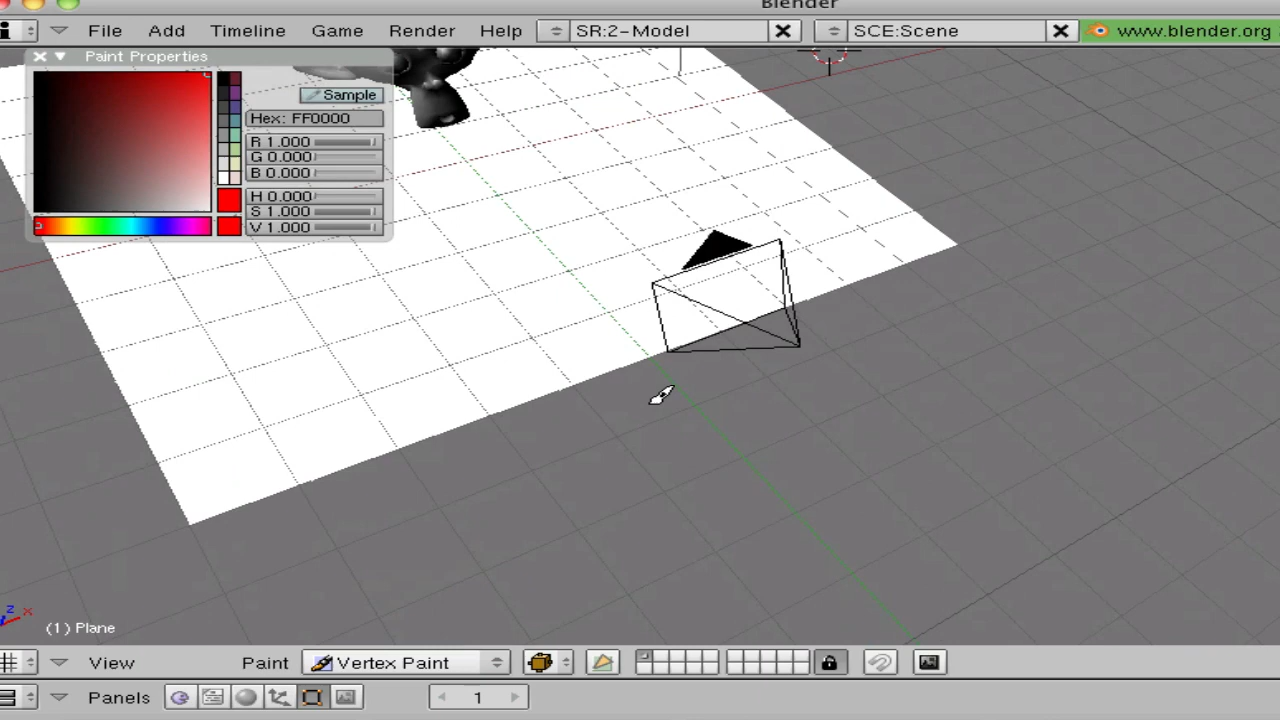 Blender
File Add Timeline Game Render Help SR:2-Model SCE:Scene www.blender.org
Paint Properties
Sample
Hex: FF0000
R 1.000
G 0.000
B 0.000
H 0.000
S 1.000
V 1.000
z x
(1) Plane
View Paint Vertex Paint
Panels 1